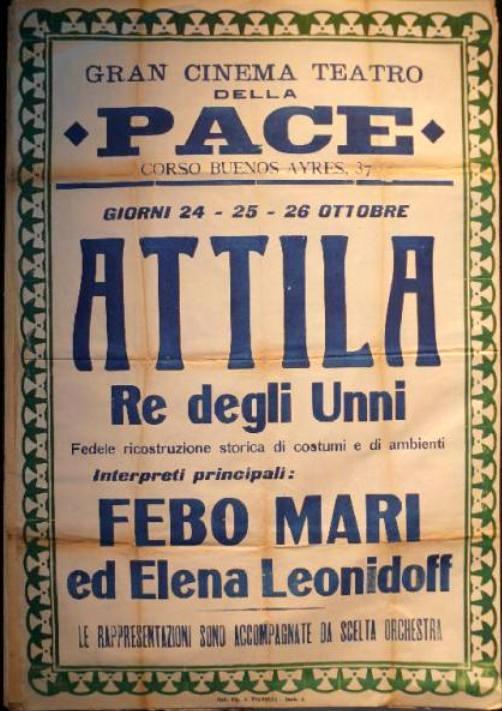 GRAN CINEMA TEATRO
DELLA
PACE
CORSO BUENOS AYRES, 37
GIORNI 24 - 25 - 26 OTTOBRE
ATTILA
Re degli Unni
Fedele ricostruzione storica di costumi e di ambienti
Interpreti principali:
FEBO MARI
ed Elena Leonidoff
LE RAPPRESENTAZIONI SONO ACCOMPAGNATE DA SCELTA ORCHESTRA